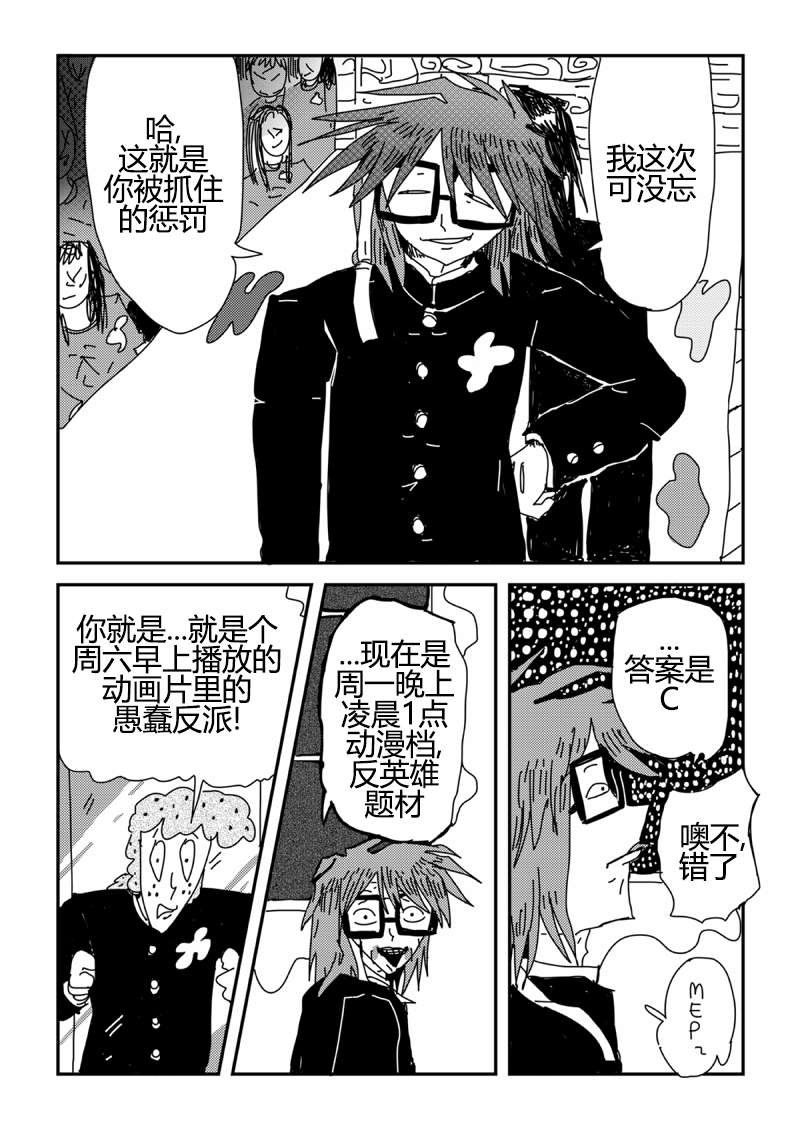 哈,
这就是
你被抓住
的惩罚
我这次
可没忘
你就是...就是个
周六早上播放的
动画片里的
愚蠢反派!
...现在是
周一晚上
凌晨1点
动漫档,
反英雄
题材
...
答案是
C
噢不,
错了
MEP~